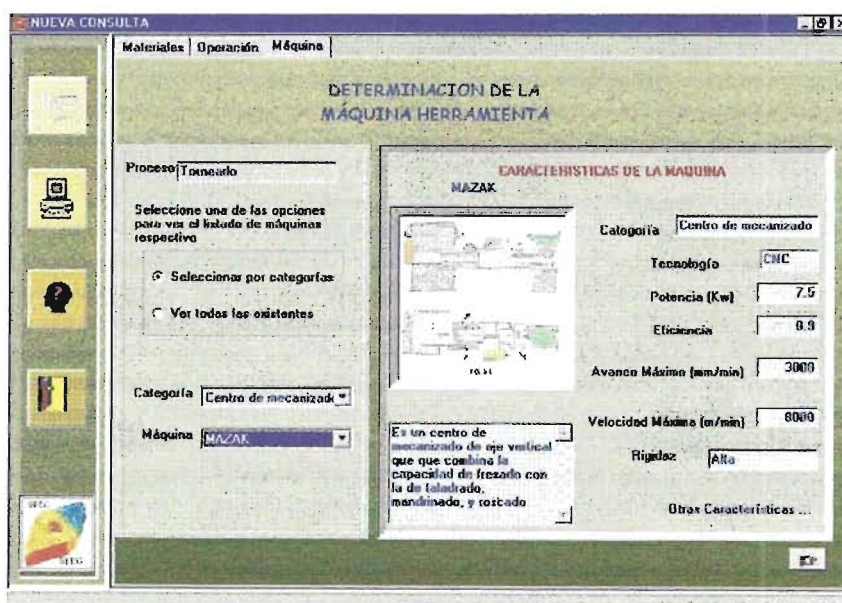 NUEVA CONSULTA
Materiales Operación Máquina
DETERMINACION DE LA
MÁQUINA HERRAMIENTA
Proceso Torneado
Seleccione una de las opciones
para ver el listado de máquinas
respectivo
Seleccionar por categorías
Ver todas las existentes
Categoría Centro de mecanizado
Máquina MAZAK
CARACTERISTICAS DE LA MAQUINA
MAZAK
Es un centro de
mecanizado de eje vertical
que que combina la
capacidad de frezado con
la de taladrado,
mandrinado, y roscado
Categoría Centro de mecanizado
Tecnología CNC
Potencia (Kw) 7.5
Eficiencia 0.9
Avance Máximo (mm/min) 3000
Velocidad Máxima (m/min) 8000
Rigidez Alta
Otras Características ...